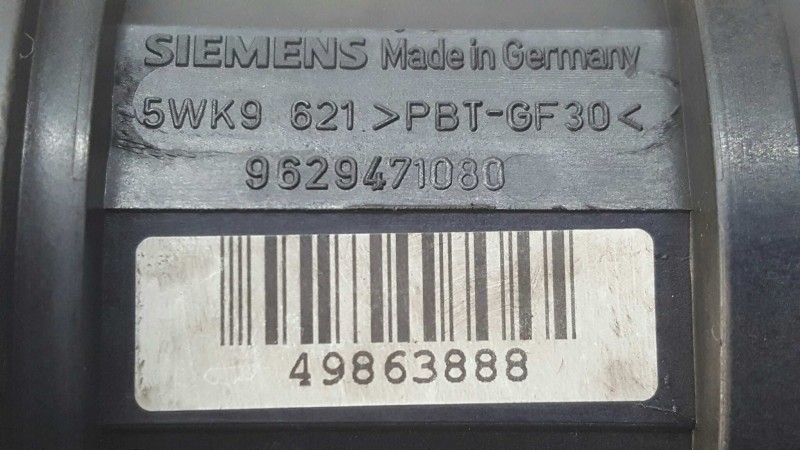 SIEMENS Made in Germany
5WK9 621 >PBT-GF30<
9629471080
49863888